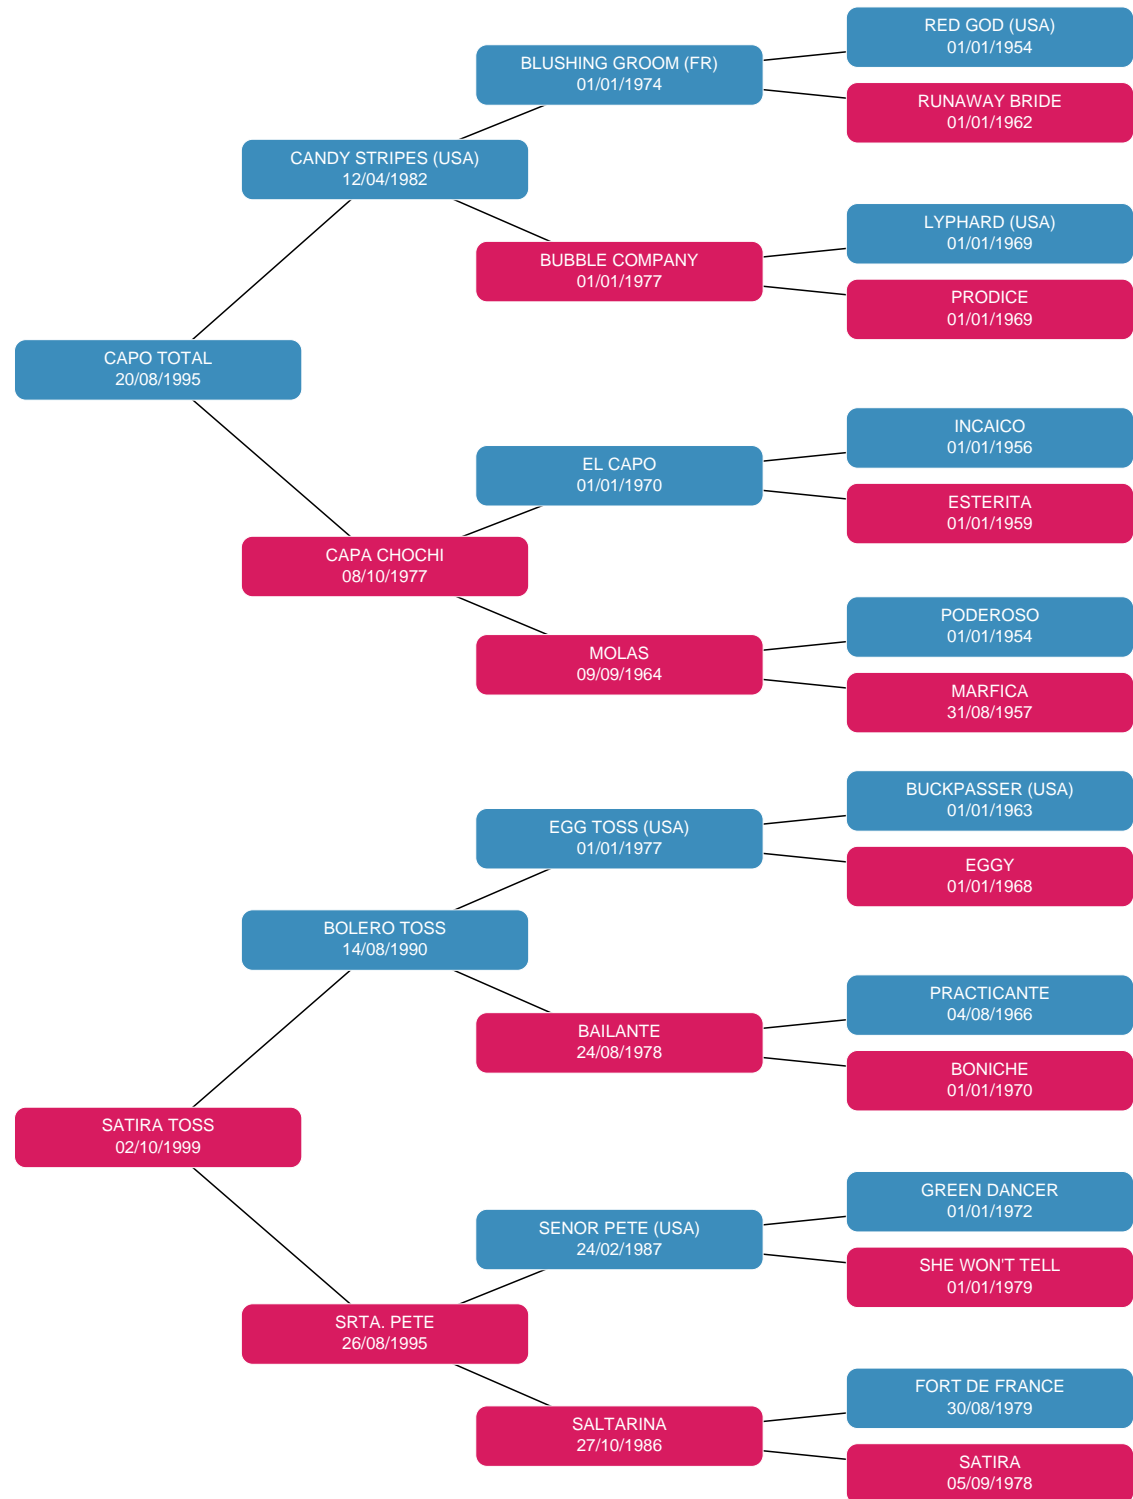 RED GOD (USA)
01/01/1954
BLUSHING GROOM (FR)
01/01/1974
RUNAWAY BRIDE
01/01/1962
CANDY STRIPES (USA)
12/04/1982
LYPHARD (USA)
01/01/1969
BUBBLE COMPANY
01/01/1977
PRODICE
01/01/1969
CAPO TOTAL
20/08/1995
INCAICO
01/01/1956
EL CAPO
01/01/1970
ESTERITA
01/01/1959
CAPA CHOCHI
08/10/1977
PODEROSO
01/01/1954
MOLAS
09/09/1964
MARFICA
31/08/1957
BUCKPASSER (USA)
01/01/1963
EGG TOSS (USA)
01/01/1977
EGGY
01/01/1968
BOLERO TOSS
14/08/1990
PRACTICANTE
04/08/1966
BAILANTE
24/08/1978
BONICHE
01/01/1970
SATIRA TOSS
02/10/1999
GREEN DANCER
01/01/1972
SENOR PETE (USA)
24/02/1987
SHE WON'T TELL
01/01/1979
SRTA. PETE
26/08/1995
FORT DE FRANCE
30/08/1979
SALTARINA
27/10/1986
SATIRA
05/09/1978